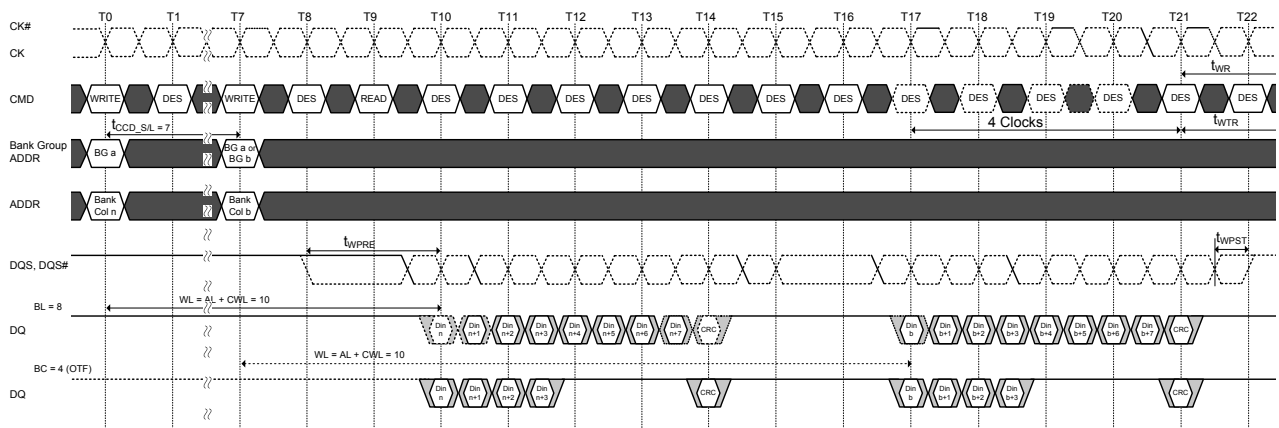 T0 T1 T7 T8 T9 T10 T11 T12 T13 T14 T15 T16 T17 T18 T19 T20 T21 T22
CK#
CK
tWR
CMD WRITE DES WRITE DES READ DES DES DES DES DES DES DES DES DES DES DES DES DES
tCCD_S/L = 7
4 Clocks
tWTR
Bank Group
ADDR
BG a
BG a or
BG b
ADDR
Bank
Col n
Bank
Col b
tWPRE
tWPST
DQS, DQS#
BL = 8
WL = AL + CWL = 10
DQ
Din
n
Din
n+1
Din
n+2
Din
n+3
Din
n+4
Din
n+5
Din
n+6
Din
n+7
CRC
Din
b
Din
b+1
Din
b+2
Din
b+3
Din
b+4
Din
b+5
Din
b+6
Din
b+7
CRC
WL = AL + CWL = 10
BC = 4 (OTF)
DQ
Din
n
Din
n+1
Din
n+2
Din
n+3
CRC
Din
b
Din
b+1
Din
b+2
Din
b+3
CRC